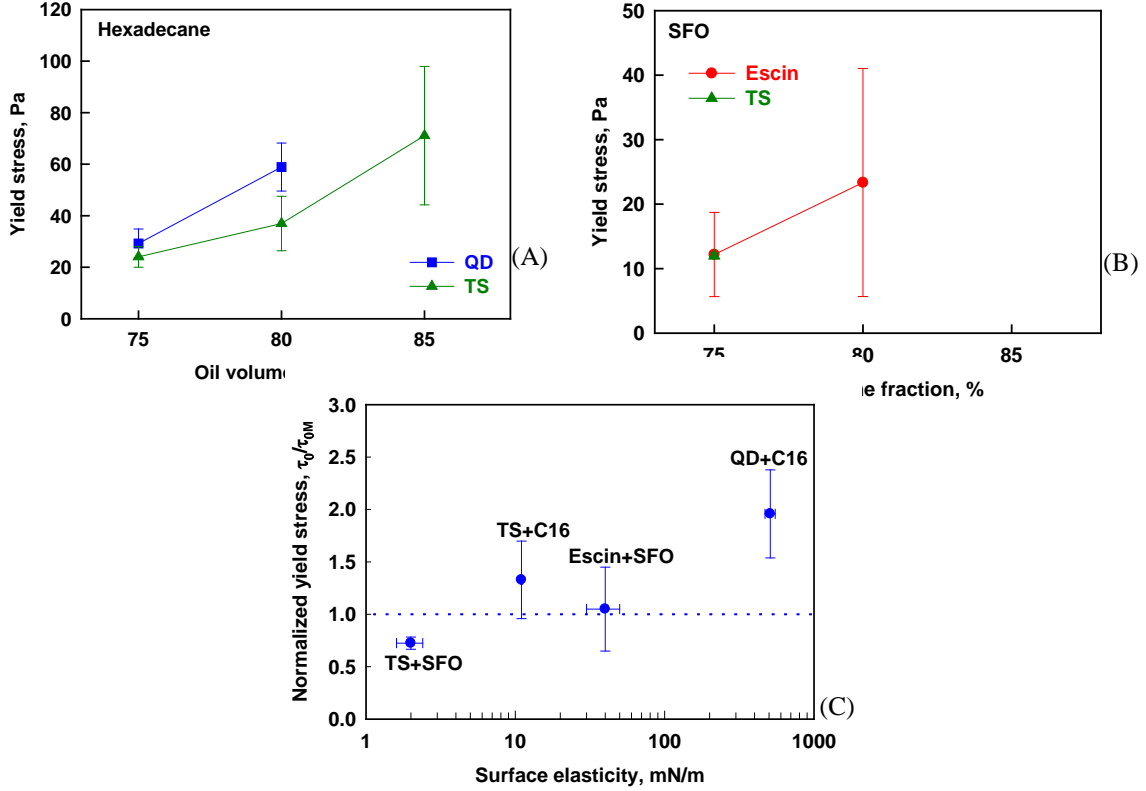 Hexadecane
Yield stress, Pa
120
100
80
60
40
20
0
QD
TS
(A)
75
80
85
Oil volume
SFO
Yield stress, Pa
50
40
30
20
10
0
Escin
TS
(B)
75
80
85
e fraction, %
Normalized yield stress, τ0/τ0M
3.0
2.5
2.0
1.5
1.0
0.5
0.0
QD+C16
TS+C16
Escin+SFO
TS+SFO
(C)
1
10
100
1000
Surface elasticity, mN/m